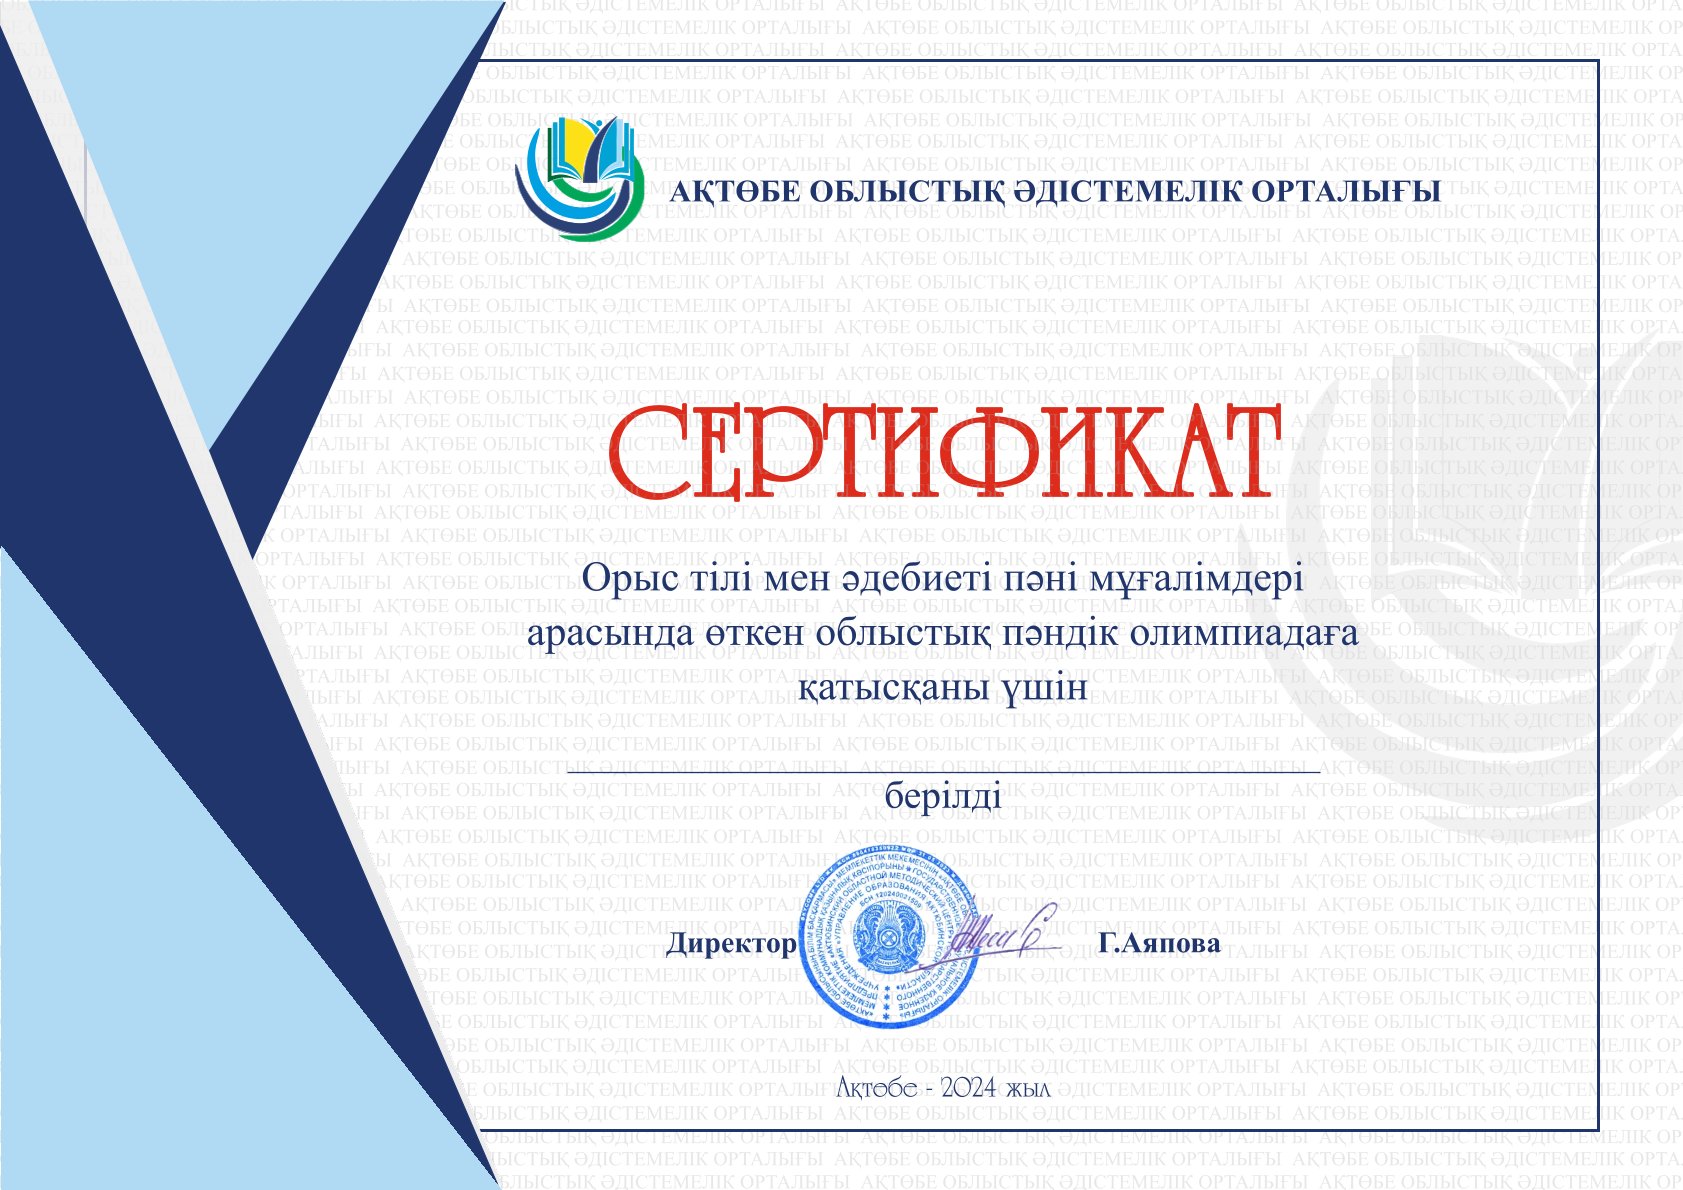 АҚТӨБЕ ОБЛЫСТЫҚ ӘДІСТЕМЕЛІК ОРТАЛЫҒЫ
СЕРТИФИКАТ
Орыс тілі мен әдебиеті пәні мұғалімдері
арасында өткен облыстық пәндік олимпиадаға
қатысқаны үшін
берілді
Директор
Г.Аяпова
Ақтөбе - 2024 жыл